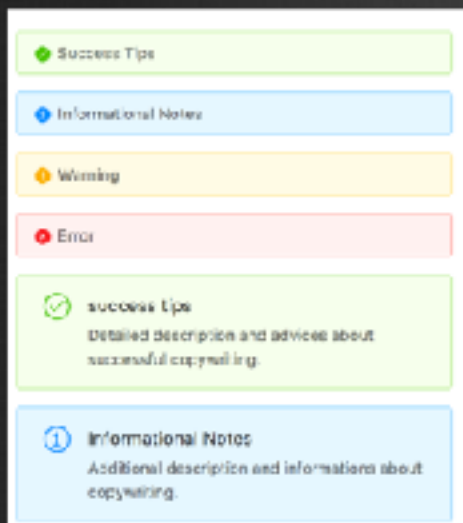 Success Tips
Informational Notes
Warning
Error
success tips
Detailed description and advices about
successful copywriting.
Informational Notes
Additional description and informations about
copywriting.